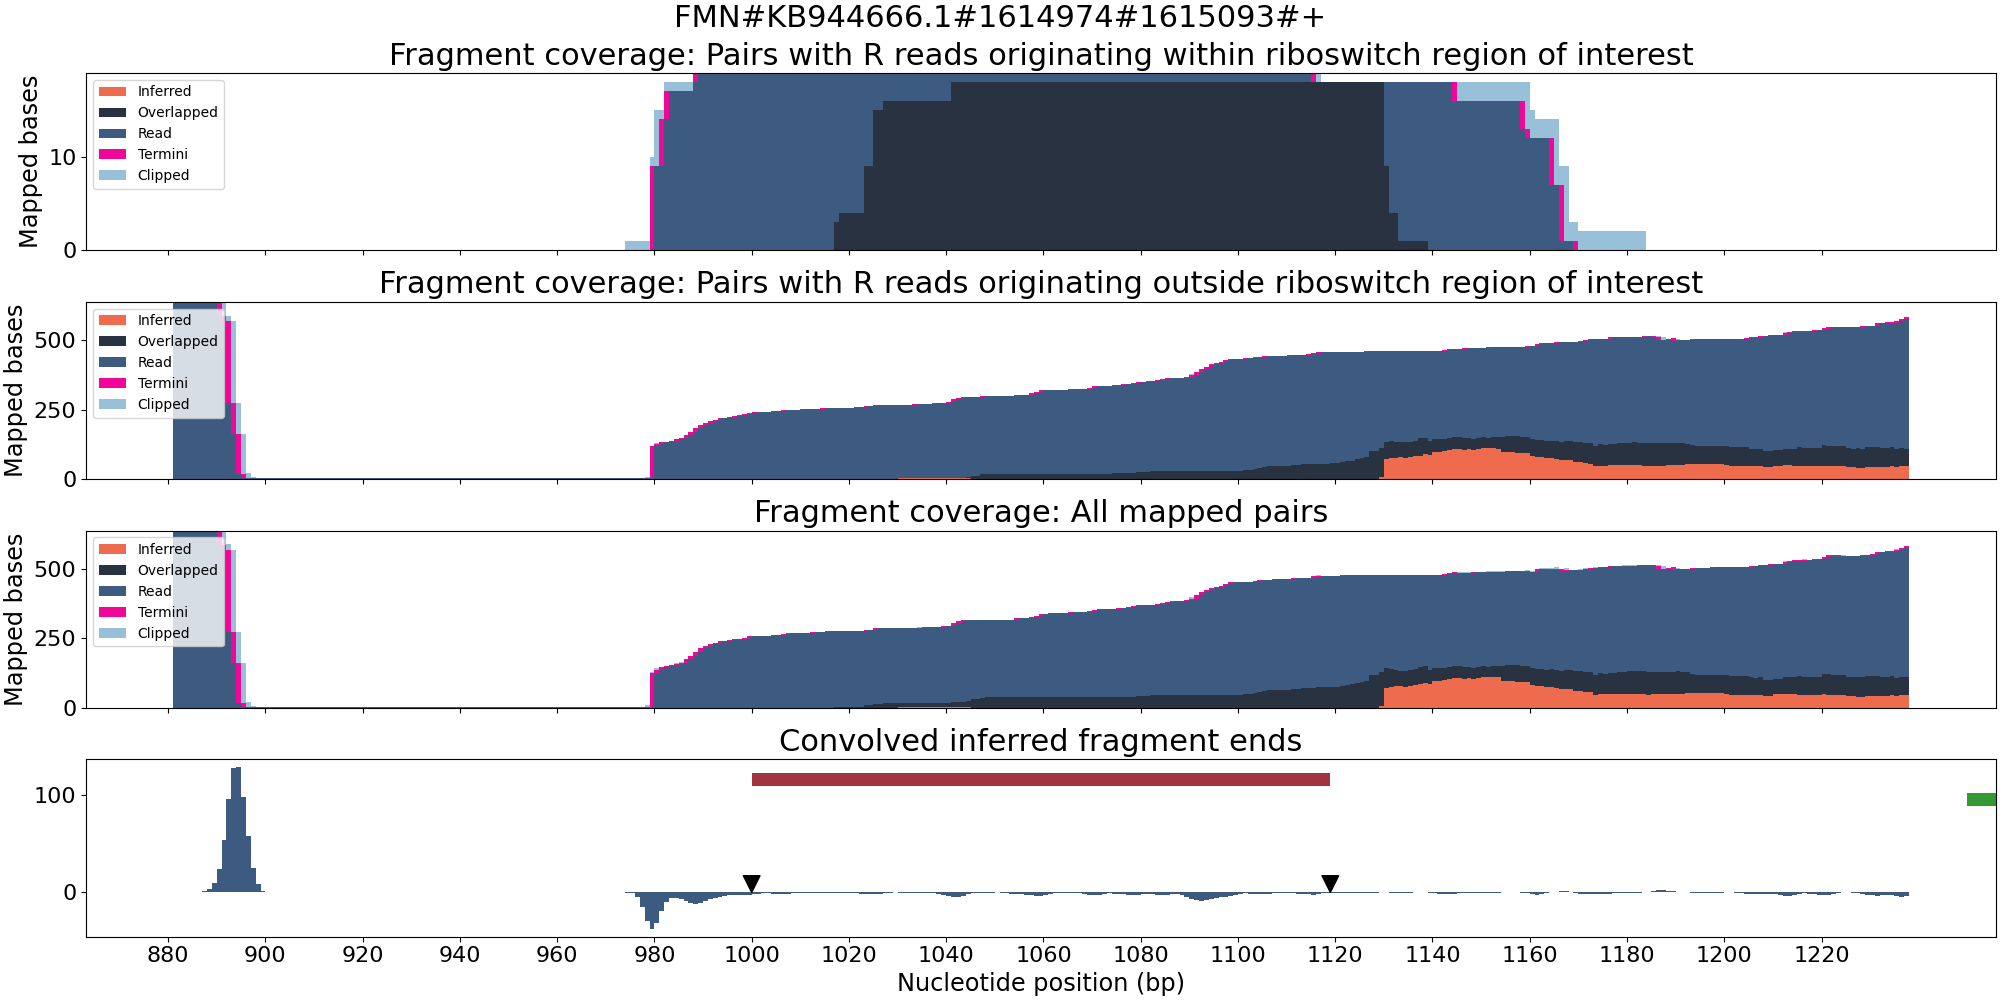 FMN#KB944666.1#1614974#1615093#+
Fragment coverage: Pairs with R reads originating within riboswitch region of interest
Mapped bases
10
0
Inferred
Overlapped
Read
Termini
Clipped
Fragment coverage: Pairs with R reads originating outside riboswitch region of interest
Mapped bases
500
250
0
Inferred
Overlapped
Read
Termini
Clipped
Fragment coverage: All mapped pairs
Mapped bases
500
250
0
Inferred
Overlapped
Read
Termini
Clipped
Convolved inferred fragment ends
100
0
880 900 920 940 960 980 1000 1020 1040 1060 1080 1100 1120 1140 1160 1180 1200 1220
Nucleotide position (bp)